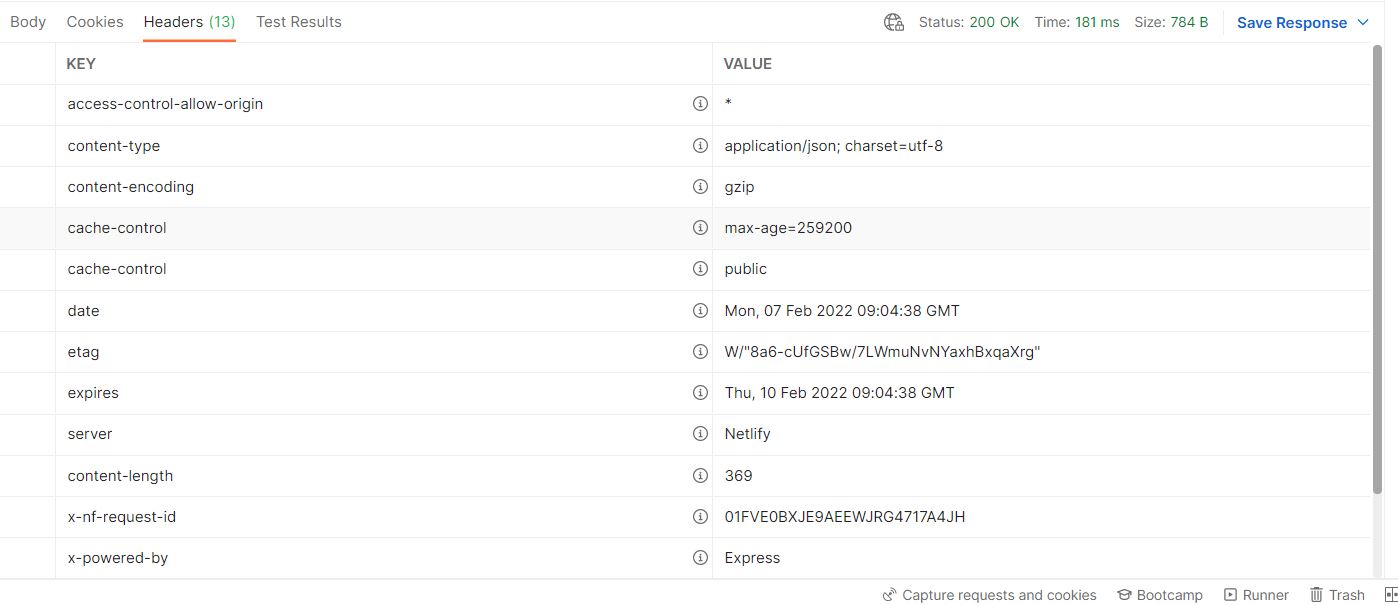 Body Cookies Headers (13) Test Results Status: 200 OK Time: 181 ms Size: 784 B Save Response
KEY VALUE
access-control-allow-origin *
content-type application/json; charset=utf-8
content-encoding gzip
cache-control max-age=259200
cache-control public
date Mon, 07 Feb 2022 09:04:38 GMT
etag W/"8a6-cUfGSBw/7LWmuNvNYaxhBxqaXrg"
expires Thu, 10 Feb 2022 09:04:38 GMT
server Netlify
content-length 369
x-nf-request-id 01FVE0BXJE9AEEWJRG4717A4JH
x-powered-by Express
Capture requests and cookies Bootcamp Runner Trash